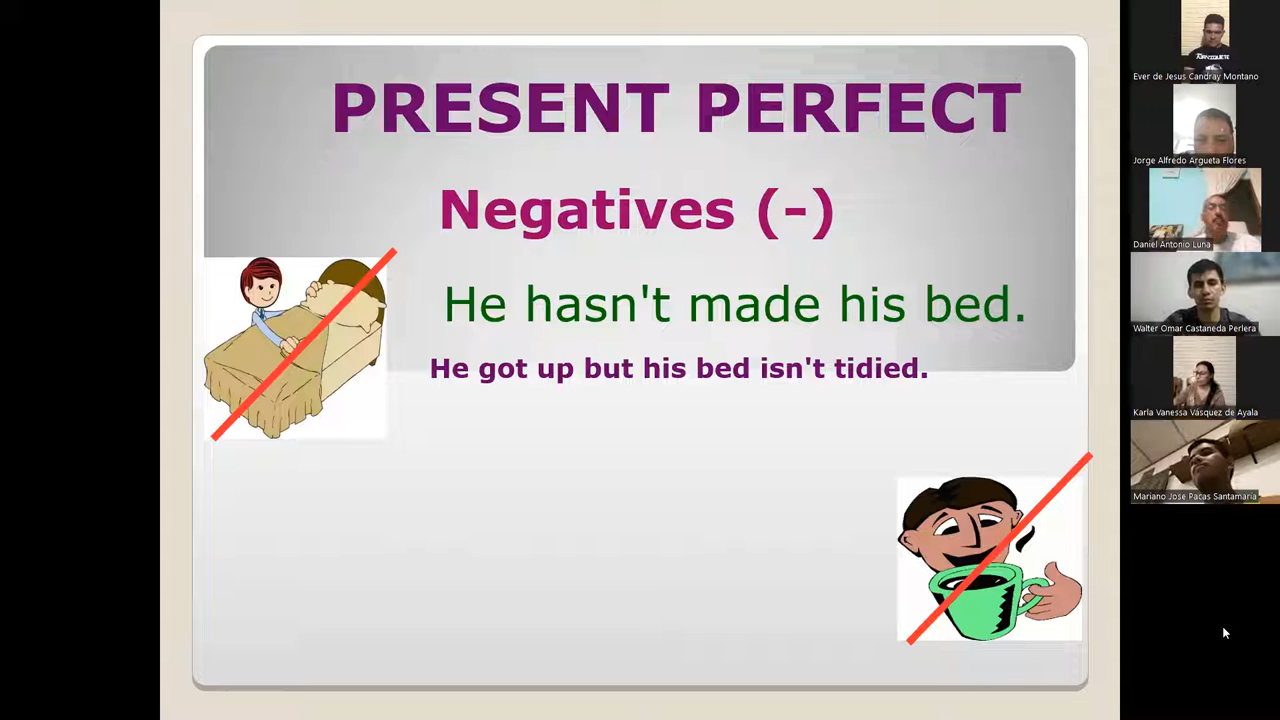 PRESENT PERFECT
Negatives (-)
He hasn't made his bed.
He got up but his bed isn't tidied.
Ever de Jesus Candray Montano
Jorge Alfredo Argueta Flores
Daniel Antonio Luna
Walter Omar Castaneda Perlera
Karla Vanessa Vásquez de Ayala
Mariano Jose Pacas Santamaria